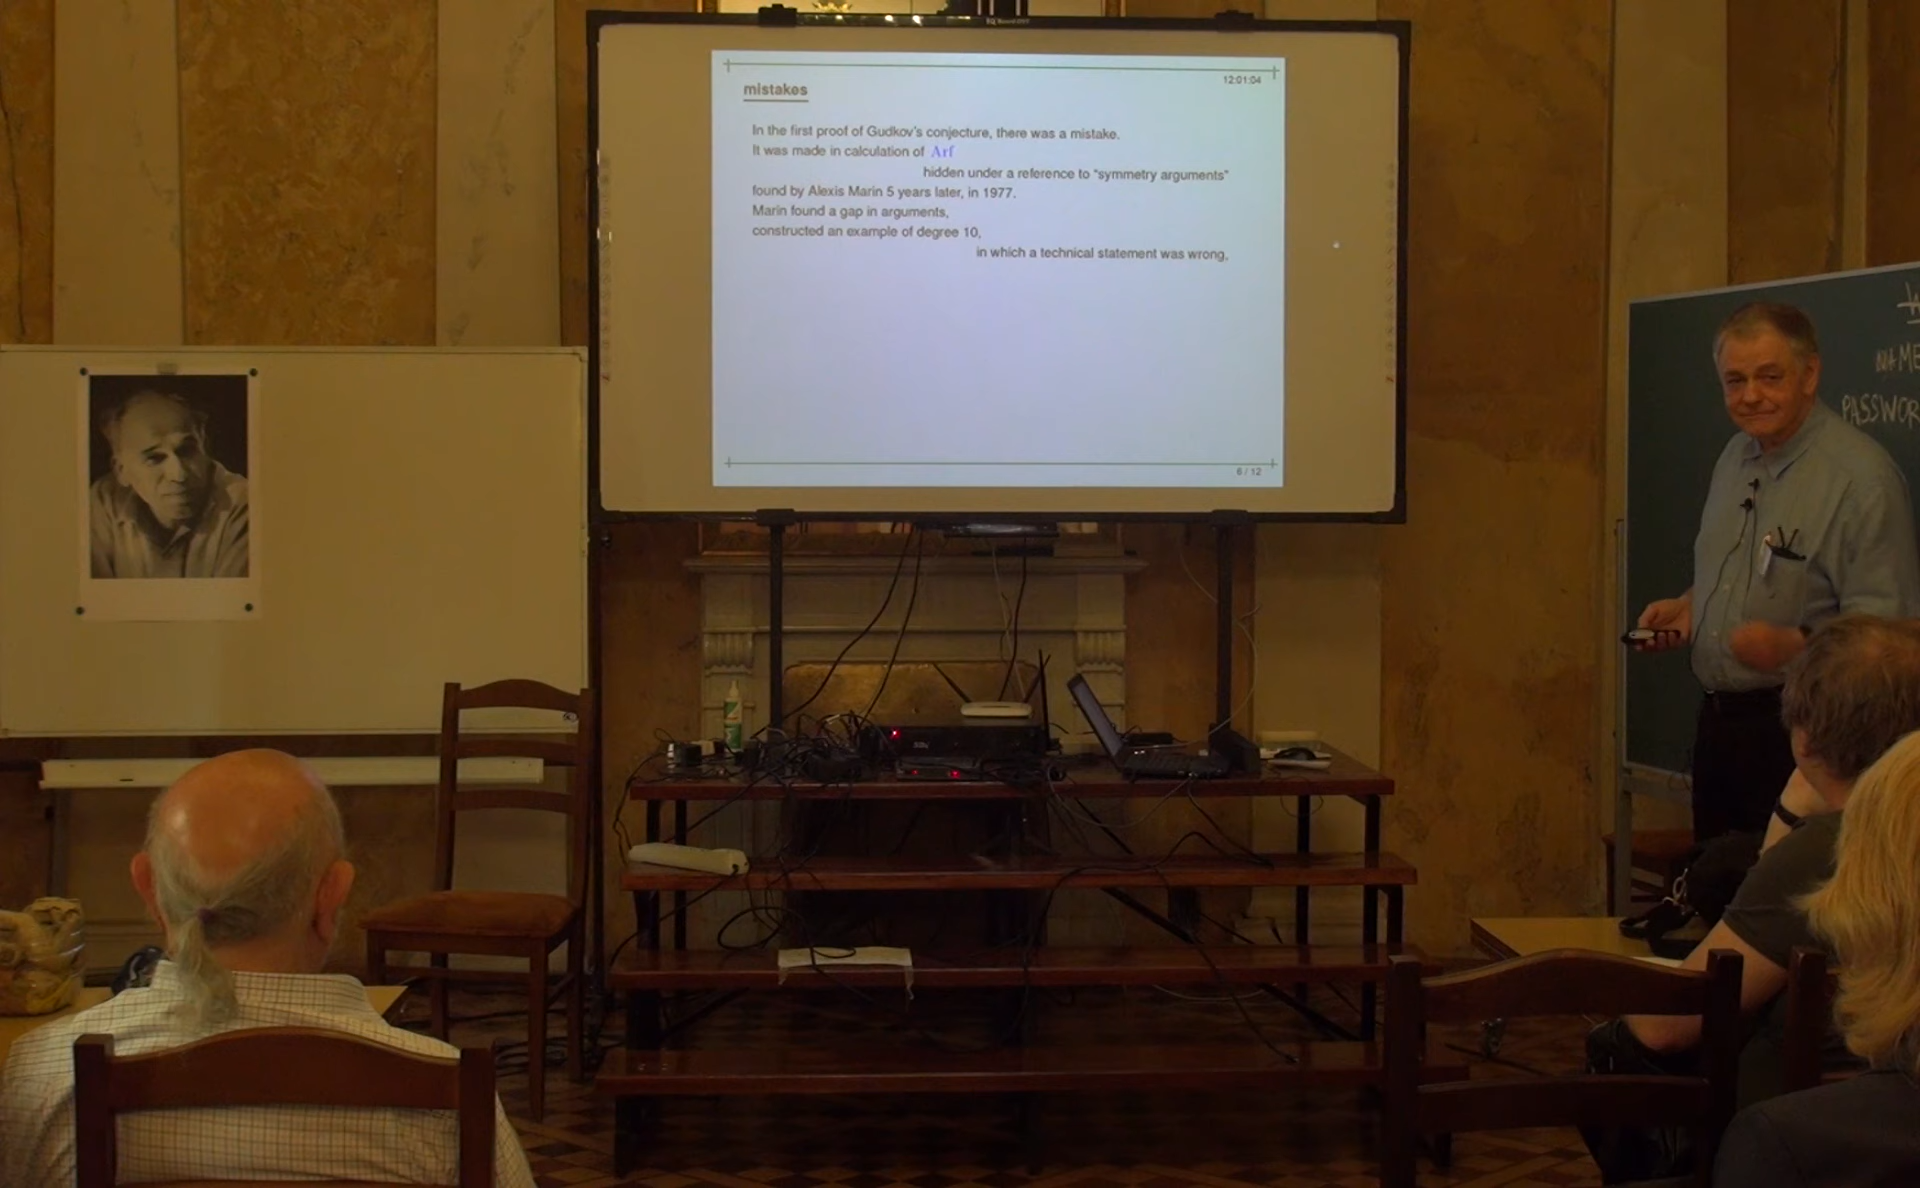 12:01:04
mistakes
In the first proof of Gudkov's conjecture, there was a mistake.
It was made in calculation of Arf
hidden under a reference to "symmetry arguments"
found by Alexis Marin 5 years later, in 1977.
Marin found a gap in arguments,
constructed an example of degree 10,
in which a technical statement was wrong,
6 / 12
PASSWOR